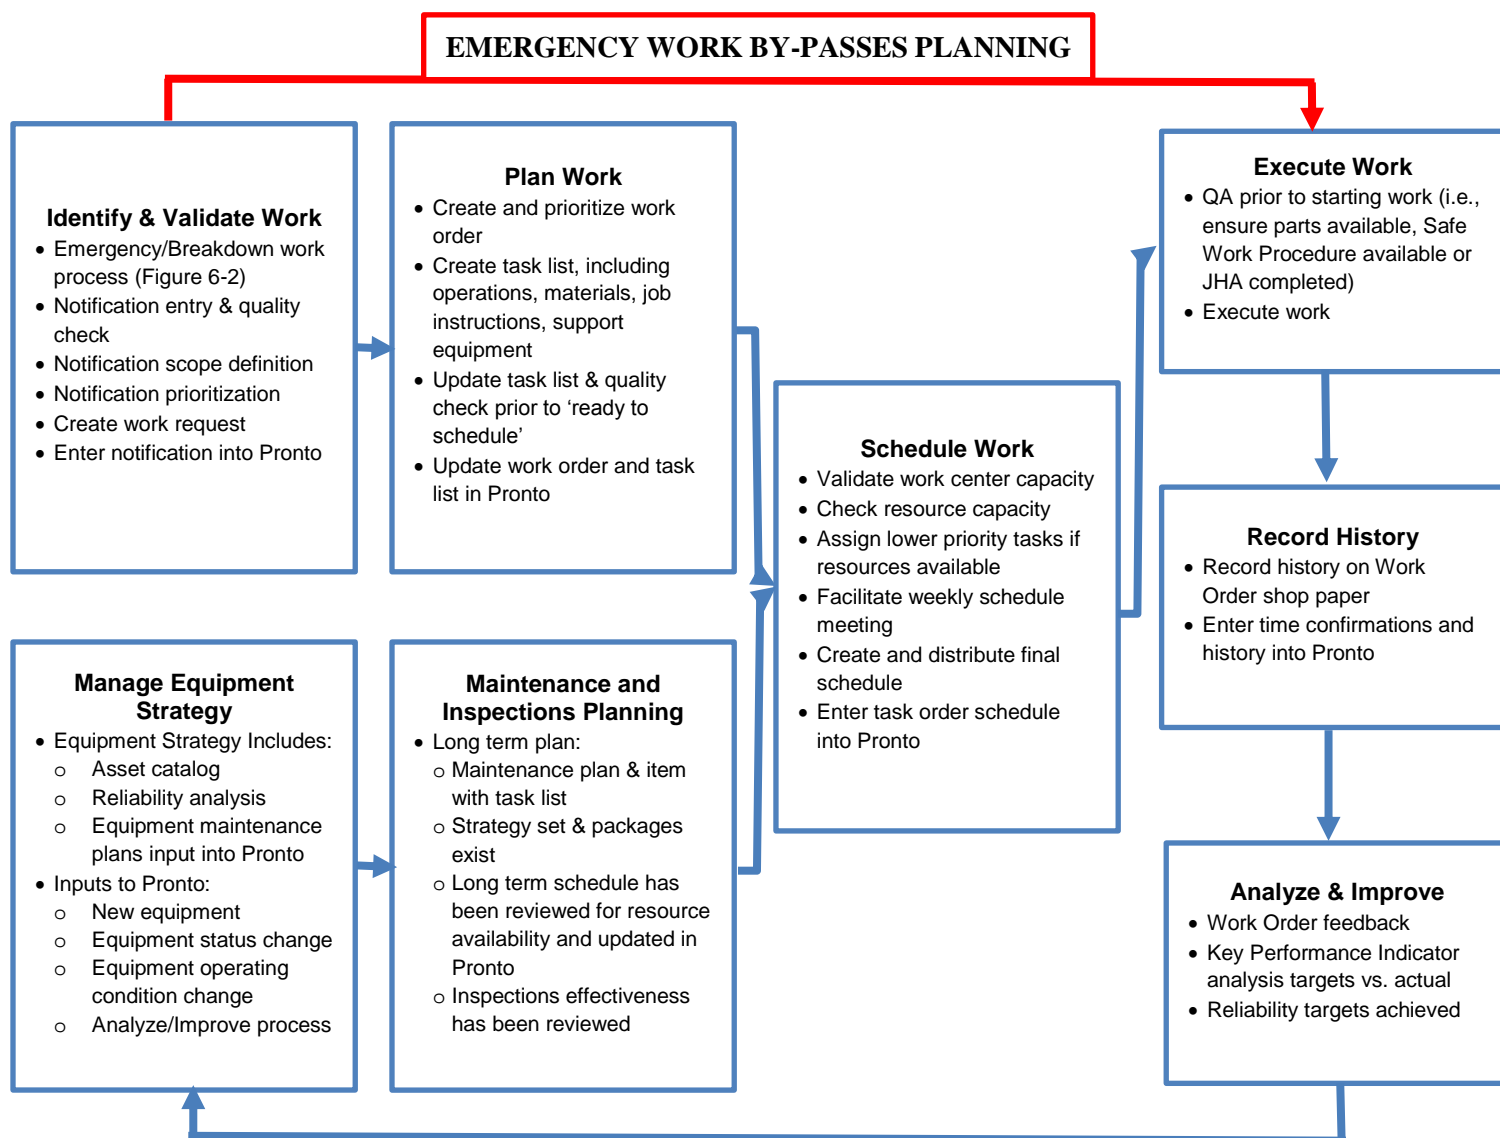 EMERGENCY WORK BY-PASSES PLANNING
Identify & Validate Work
• Emergency/Breakdown work
process (Figure 6-2)
• Notification entry & quality
check
• Notification scope definition
• Notification prioritization
• Create work request
• Enter notification into Pronto
Plan Work
• Create and prioritize work
order
• Create task list, including
operations, materials, job
instructions, support
equipment
• Update task list & quality
check prior to ‘ready to
schedule’
• Update work order and task
list in Pronto
Manage Equipment
Strategy
• Equipment Strategy Includes:
o Asset catalog
o Reliability analysis
o Equipment maintenance
plans input into Pronto
• Inputs to Pronto:
o New equipment
o Equipment status change
o Equipment operating
condition change
o Analyze/Improve process
Maintenance and
Inspections Planning
• Long term plan:
o Maintenance plan & item
with task list
o Strategy set & packages
exist
o Long term schedule has
been reviewed for resource
availability and updated in
Pronto
o Inspections effectiveness
has been reviewed
Schedule Work
• Validate work center capacity
• Check resource capacity
• Assign lower priority tasks if
resources available
• Facilitate weekly schedule
meeting
• Create and distribute final
schedule
• Enter task order schedule
into Pronto
Execute Work
• QA prior to starting work (i.e.,
ensure parts available, Safe
Work Procedure available or
JHA completed)
• Execute work
Record History
• Record history on Work
Order shop paper
• Enter time confirmations and
history into Pronto
Analyze & Improve
• Work Order feedback
• Key Performance Indicator
analysis targets vs. actual
• Reliability targets achieved